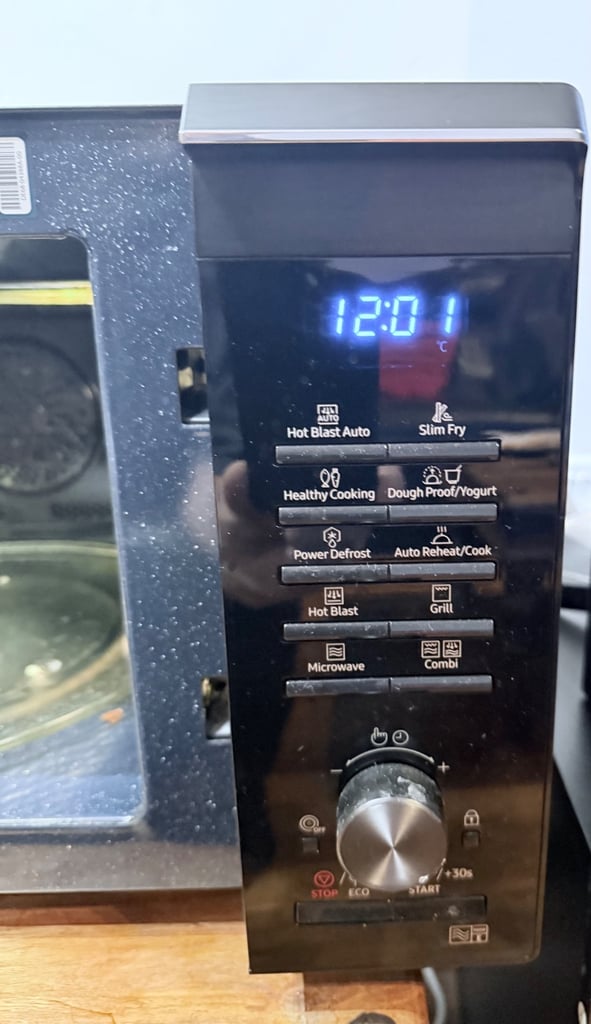 12:01
°C
AUTO
Hot Blast Auto Slim Fry
Healthy Cooking Dough Proof/Yogurt
Power Defrost Auto Reheat/Cook
Hot Blast Grill
Microwave Combi
- +
OFF
STOP ECO START /+30s